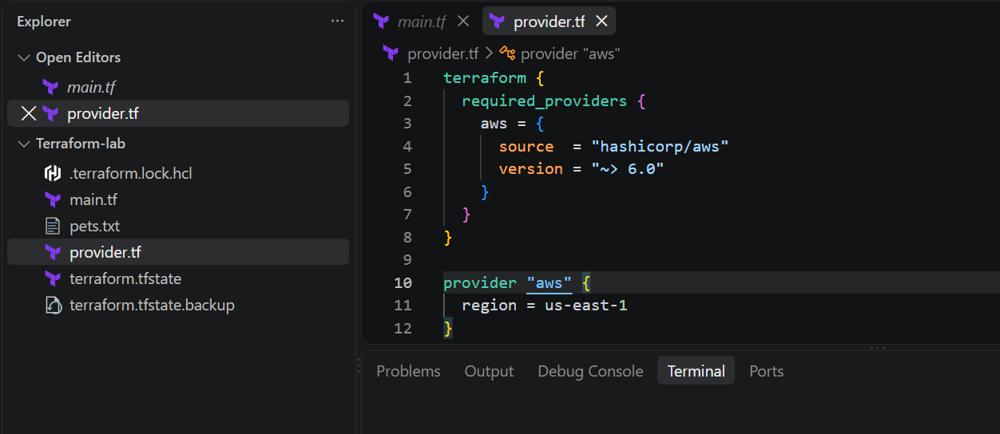 Explorer
Open Editors
main.tf
provider.tf
Terraform-lab
.terraform.lock.hcl
main.tf
pets.txt
provider.tf
terraform.tfstate
terraform.tfstate.backup
main.tf
provider.tf
provider.tf > provider "aws"
1 terraform {
2   required_providers {
3     aws = {
4       source  = "hashicorp/aws"
5       version = "~> 6.0"
6     }
7   }
8 }
9
10 provider "aws" {
11   region = us-east-1
12 }
Problems Output Debug Console Terminal Ports